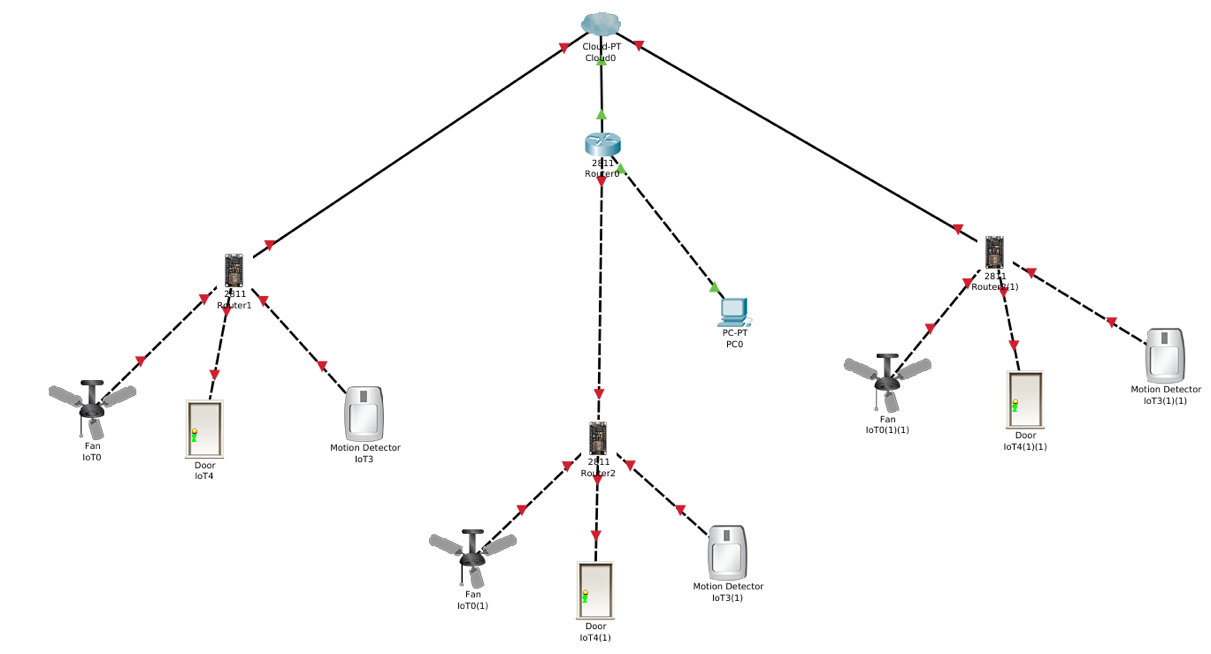 Cloud-PT
Cloud0
2811
Router0
2811
Router1
2811
Router2(1)
PC-PT
PC0
Fan
IoT0
Door
IoT4
Motion Detector
IoT3
Fan
IoT0(1)(1)
Door
IoT4(1)(1)
Motion Detector
IoT3(1)(1)
2811
Router2
Fan
IoT0(1)
Door
IoT4(1)
Motion Detector
IoT3(1)